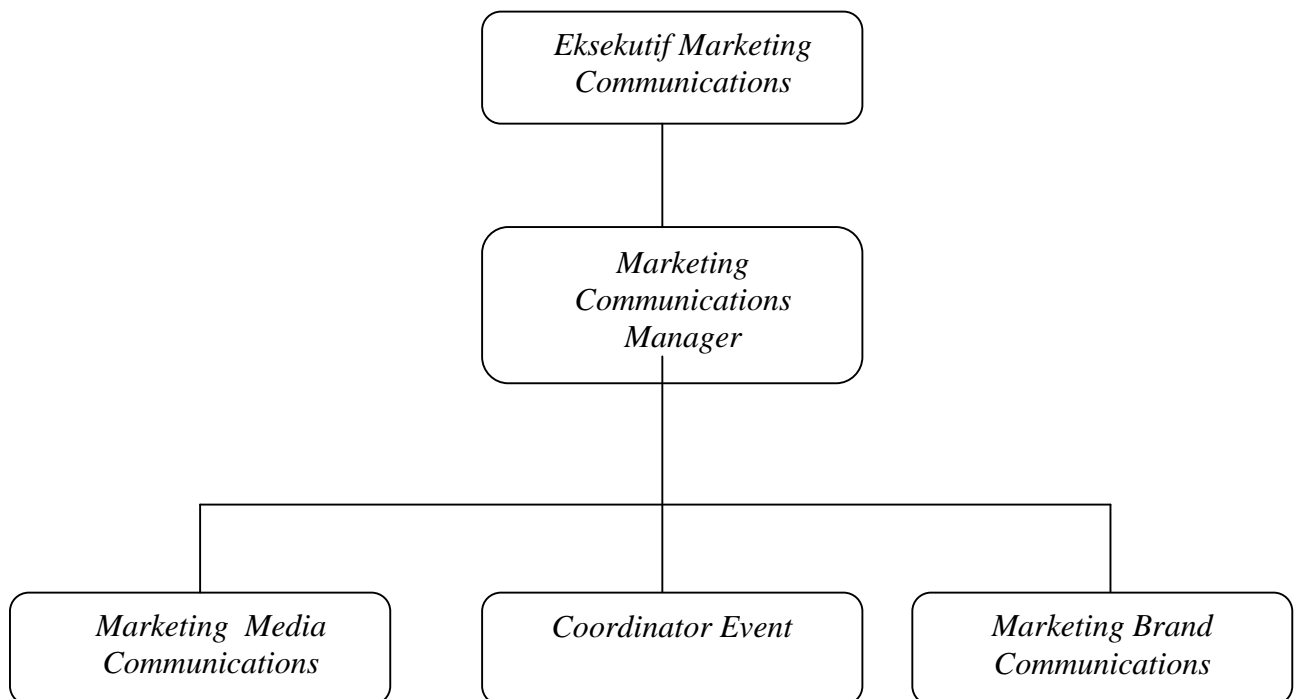 Eksekutif Marketing
Communications
Marketing
Communications
Manager
Marketing Media
Communications
Coordinator Event
Marketing Brand
Communications